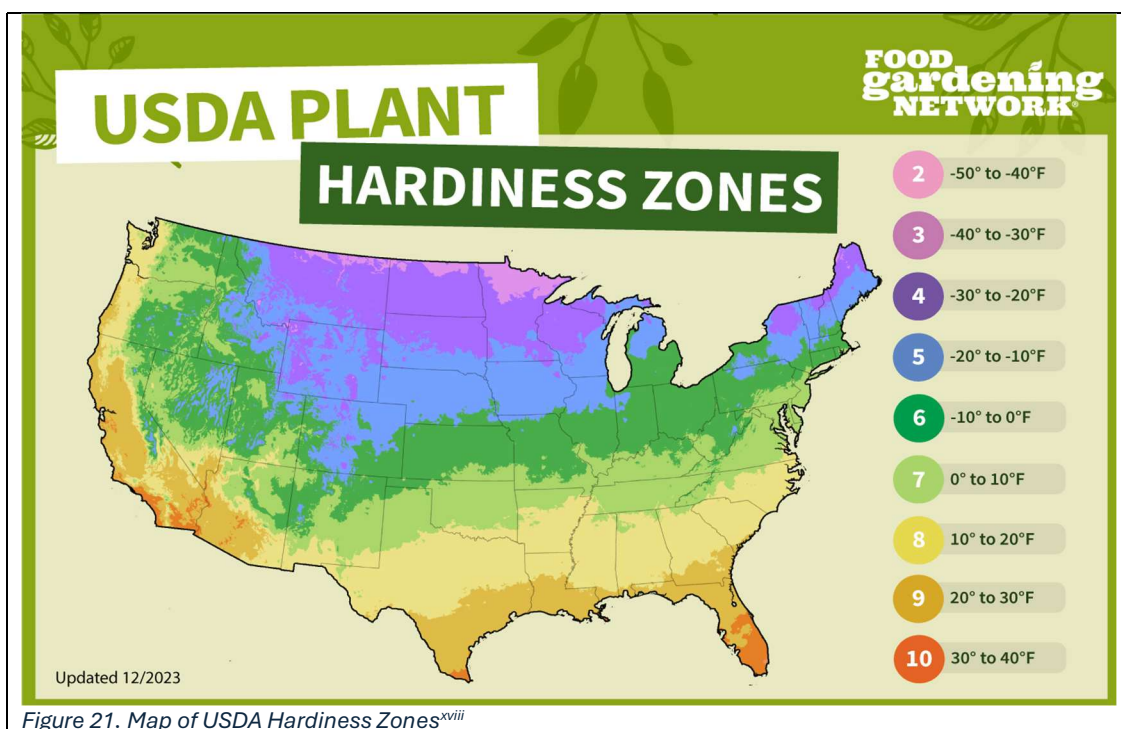 USDA PLANT
HARDINESS ZONES
FOOD
gardening
NETWORK®
2 -50° to -40°F
3 -40° to -30°F
4 -30° to -20°F
5 -20° to -10°F
6 -10° to 0°F
7 0° to 10°F
8 10° to 20°F
9 20° to 30°F
10 30° to 40°F
Updated 12/2023
Figure 21. Map of USDA Hardiness Zonesxviii